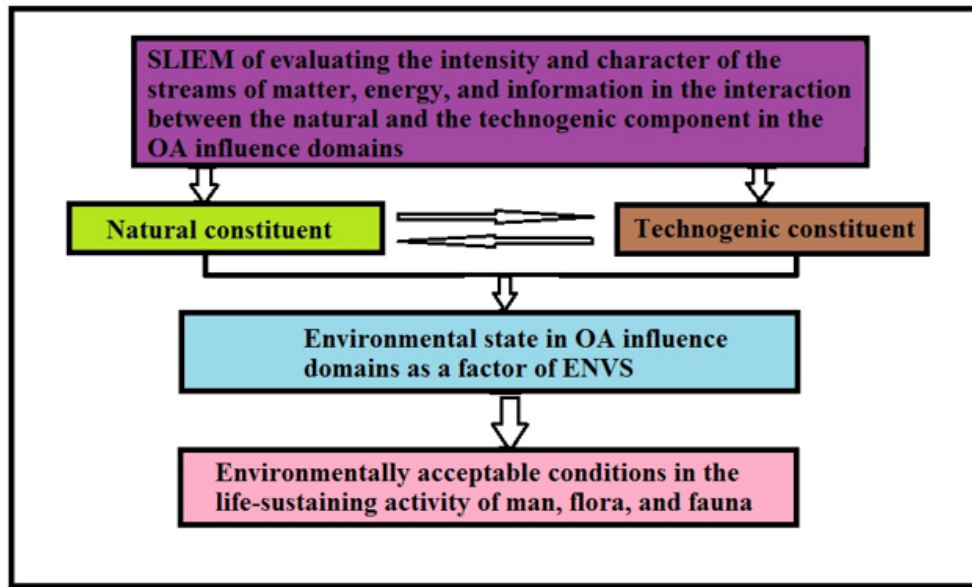 SLIEM of evaluating the intensity and character of the
streams of matter, energy, and information in the interaction
between the natural and the technogenic component in the
OA influence domains
Natural constituent
Technogenic constituent
Environmental state in OA influence
domains as a factor of ENVS
Environmentally acceptable conditions in the
life-sustaining activity of man, flora, and fauna